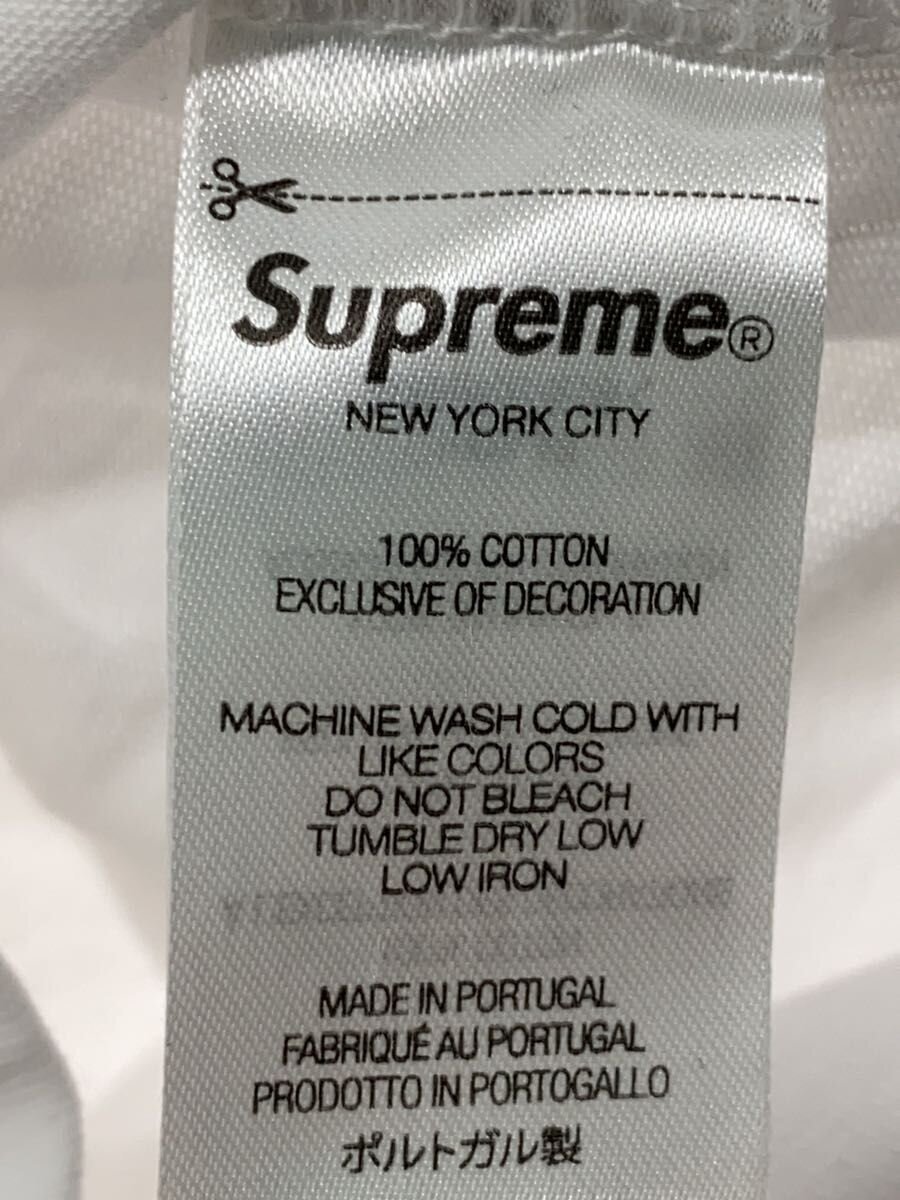 Supreme®
NEW YORK CITY
100% COTTON
EXCLUSIVE OF DECORATION
MACHINE WASH COLD WITH
LIKE COLORS
DO NOT BLEACH
TUMBLE DRY LOW
LOW IRON
MADE IN PORTUGAL
FABRIQUÉ AU PORTUGAL
PRODOTTO IN PORTOGALLO
ポルトガル製